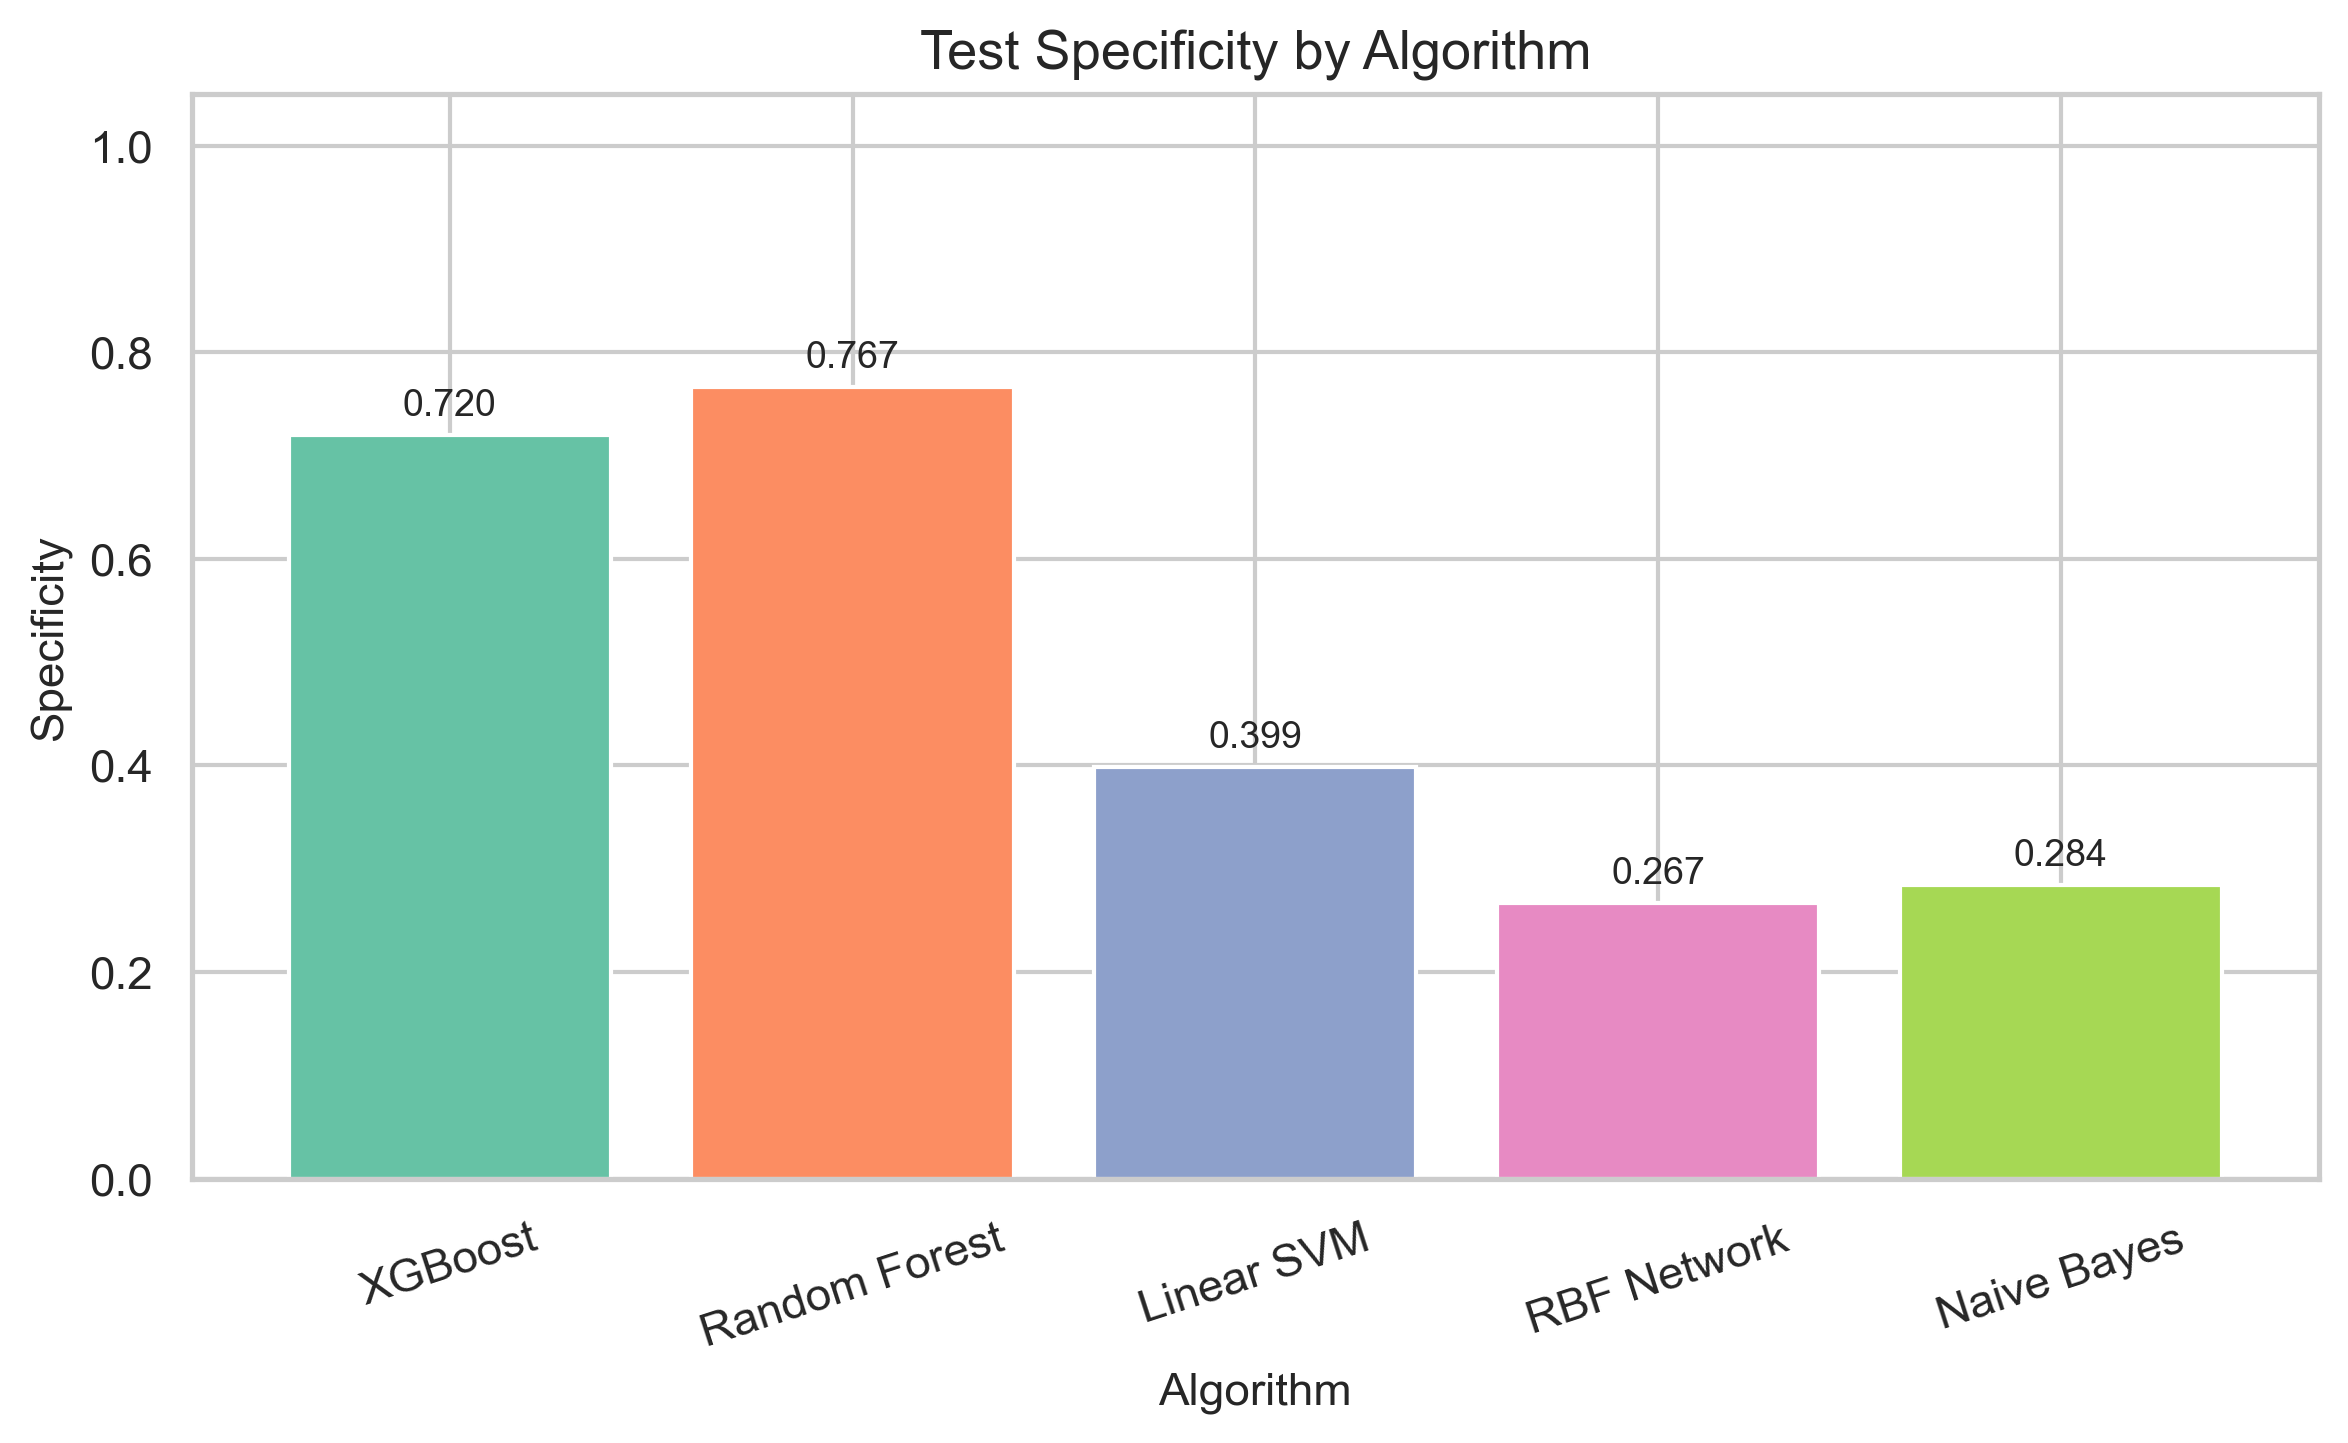 Test Specificity by Algorithm
Specificity
1.0
0.8
0.6
0.4
0.2
0.0
0.720
0.767
0.399
0.267
0.284
XGBoost
Random Forest
Linear SVM
RBF Network
Naive Bayes
Algorithm